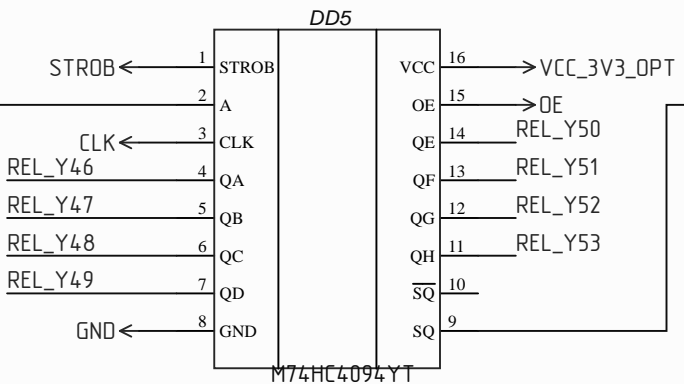 DD5
STROB 1 STROB VCC 16 VCC_3V3_OPT
2 A OE 15 OE
CLK 3 CLK QE 14 REL_Y50
REL_Y46 4 QA QF 13 REL_Y51
REL_Y47 5 QB QG 12 REL_Y52
REL_Y48 6 QC QH 11 REL_Y53
REL_Y49 7 QD SQ 10
GND 8 GND SQ 9
M74HC4094YT